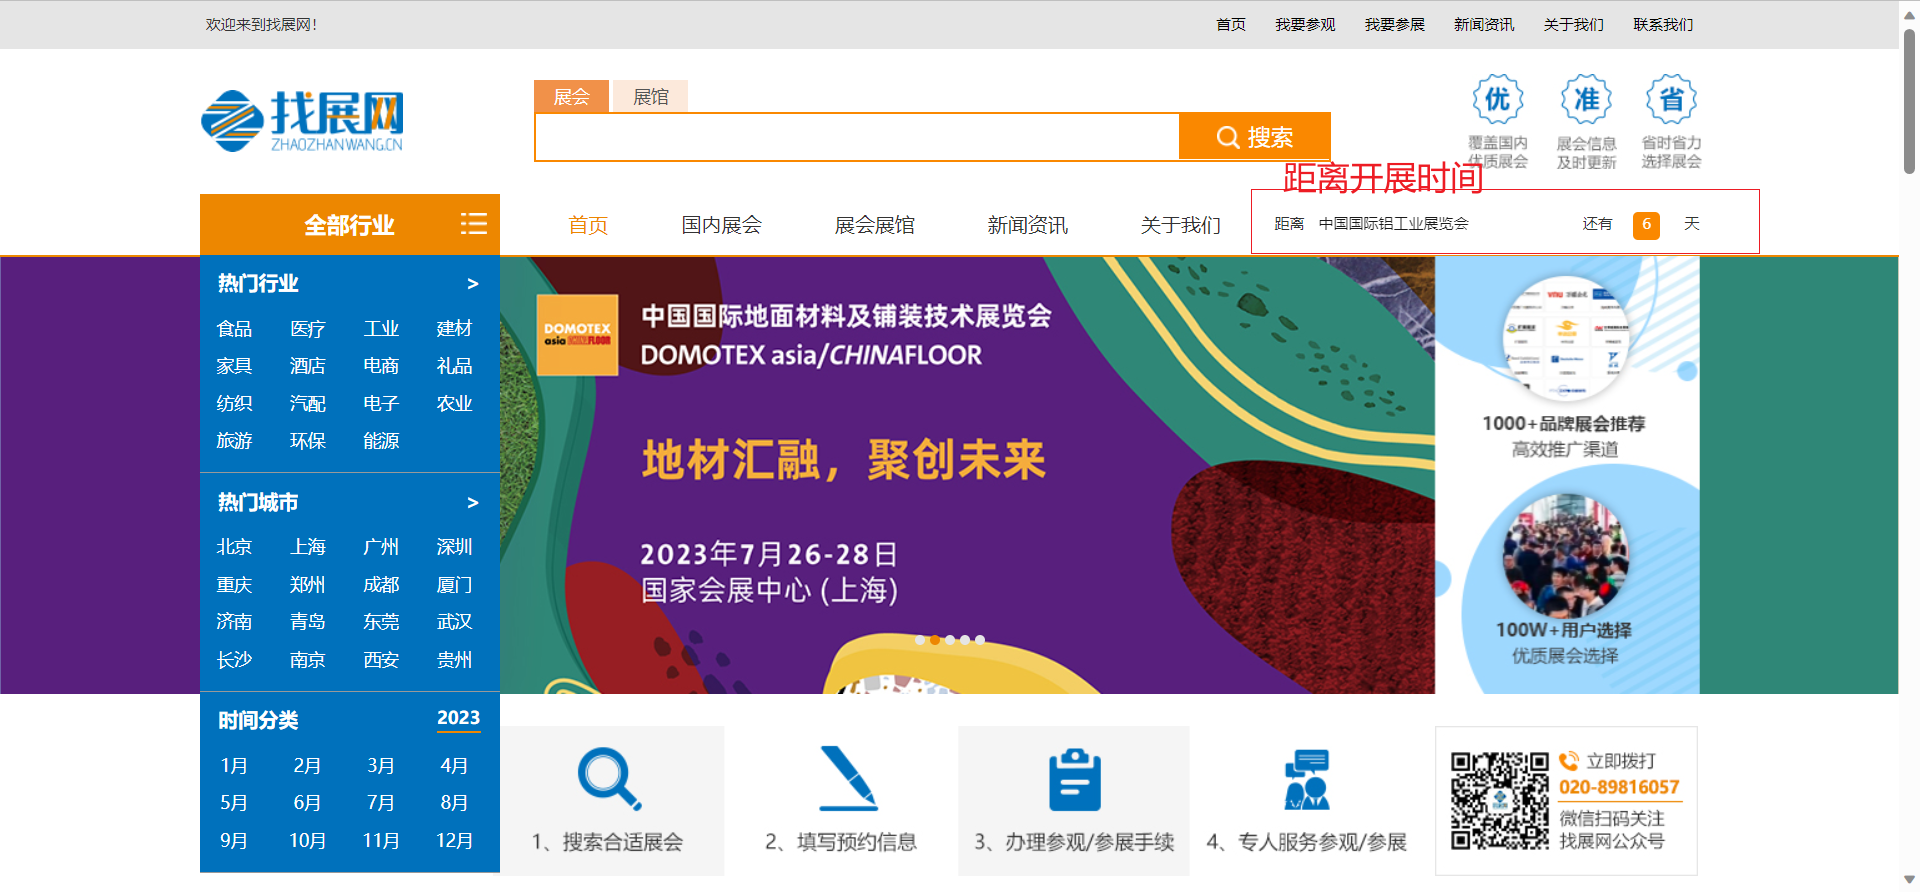 欢迎来到找展网！
首页 我要参观 我要参展 新闻资讯 关于我们 联系我们
找展网
ZHAOZHANWANG.CN
展会 展馆
搜索
优 准 省
覆盖国内 展会信息 省时省力
优质展会 及时更新 选择展会
距离开展时间
全部行业
首页 国内展会 展会展馆 新闻资讯 关于我们
距离 中国国际铝工业展览会 还有 6 天
热门行业 >
食品 医疗 工业 建材
家具 酒店 电商 礼品
纺织 汽配 电子 农业
旅游 环保 能源
热门城市 >
北京 上海 广州 深圳
重庆 郑州 成都 厦门
济南 青岛 东莞 武汉
长沙 南京 西安 贵州
时间分类 2023
1月 2月 3月 4月
5月 6月 7月 8月
9月 10月 11月 12月
DOMOTEX
asia CHINAFLOOR
中国国际地面材料及铺装技术展览会
DOMOTEX asia/CHINAFLOOR
地材汇融，聚创未来
2023年7月26-28日
国家会展中心 (上海)
1000+品牌展会推荐
高效推广渠道
100W+用户选择
优质展会选择
1、搜索合适展会
2、填写预约信息
3、办理参观/参展手续
4、专人服务参观/参展
立即拨打
020-89816057
微信扫码关注
找展网公众号